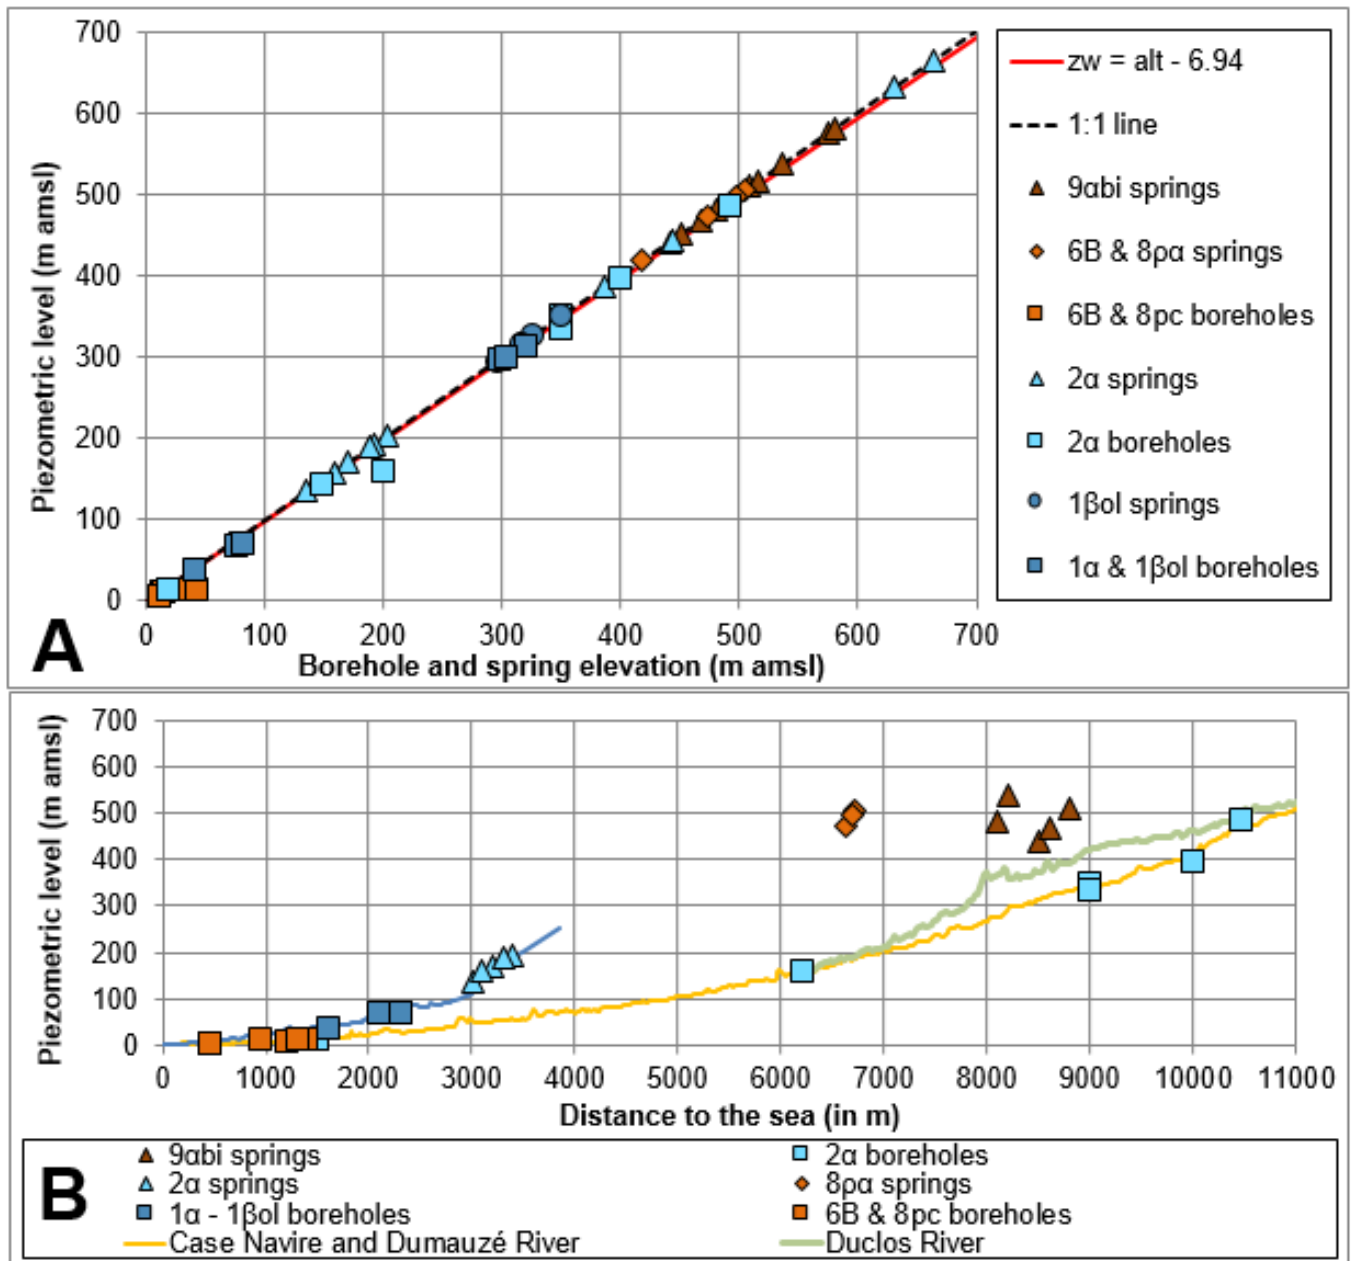 700
600
500
400
300
200
100
0
Piezometric level (m amsl)
0 100 200 300 400 500 600 700
Borehole and spring elevation (m amsl)
A
zw = alt - 6.94
1:1 line
9αbi springs
6B & 8ρα springs
6B & 8pc boreholes
2α springs
2α boreholes
1βol springs
1α & 1βol boreholes
700
600
500
400
300
200
100
0
Piezometric level (m amsl)
0 1000 2000 3000 4000 5000 6000 7000 8000 9000 10000 11000
Distance to the sea (in m)
B
9αbi springs 2α boreholes
2α springs 8ρα springs
1α - 1βol boreholes 6B & 8pc boreholes
Case Navire and Dumauzé River Duclos River